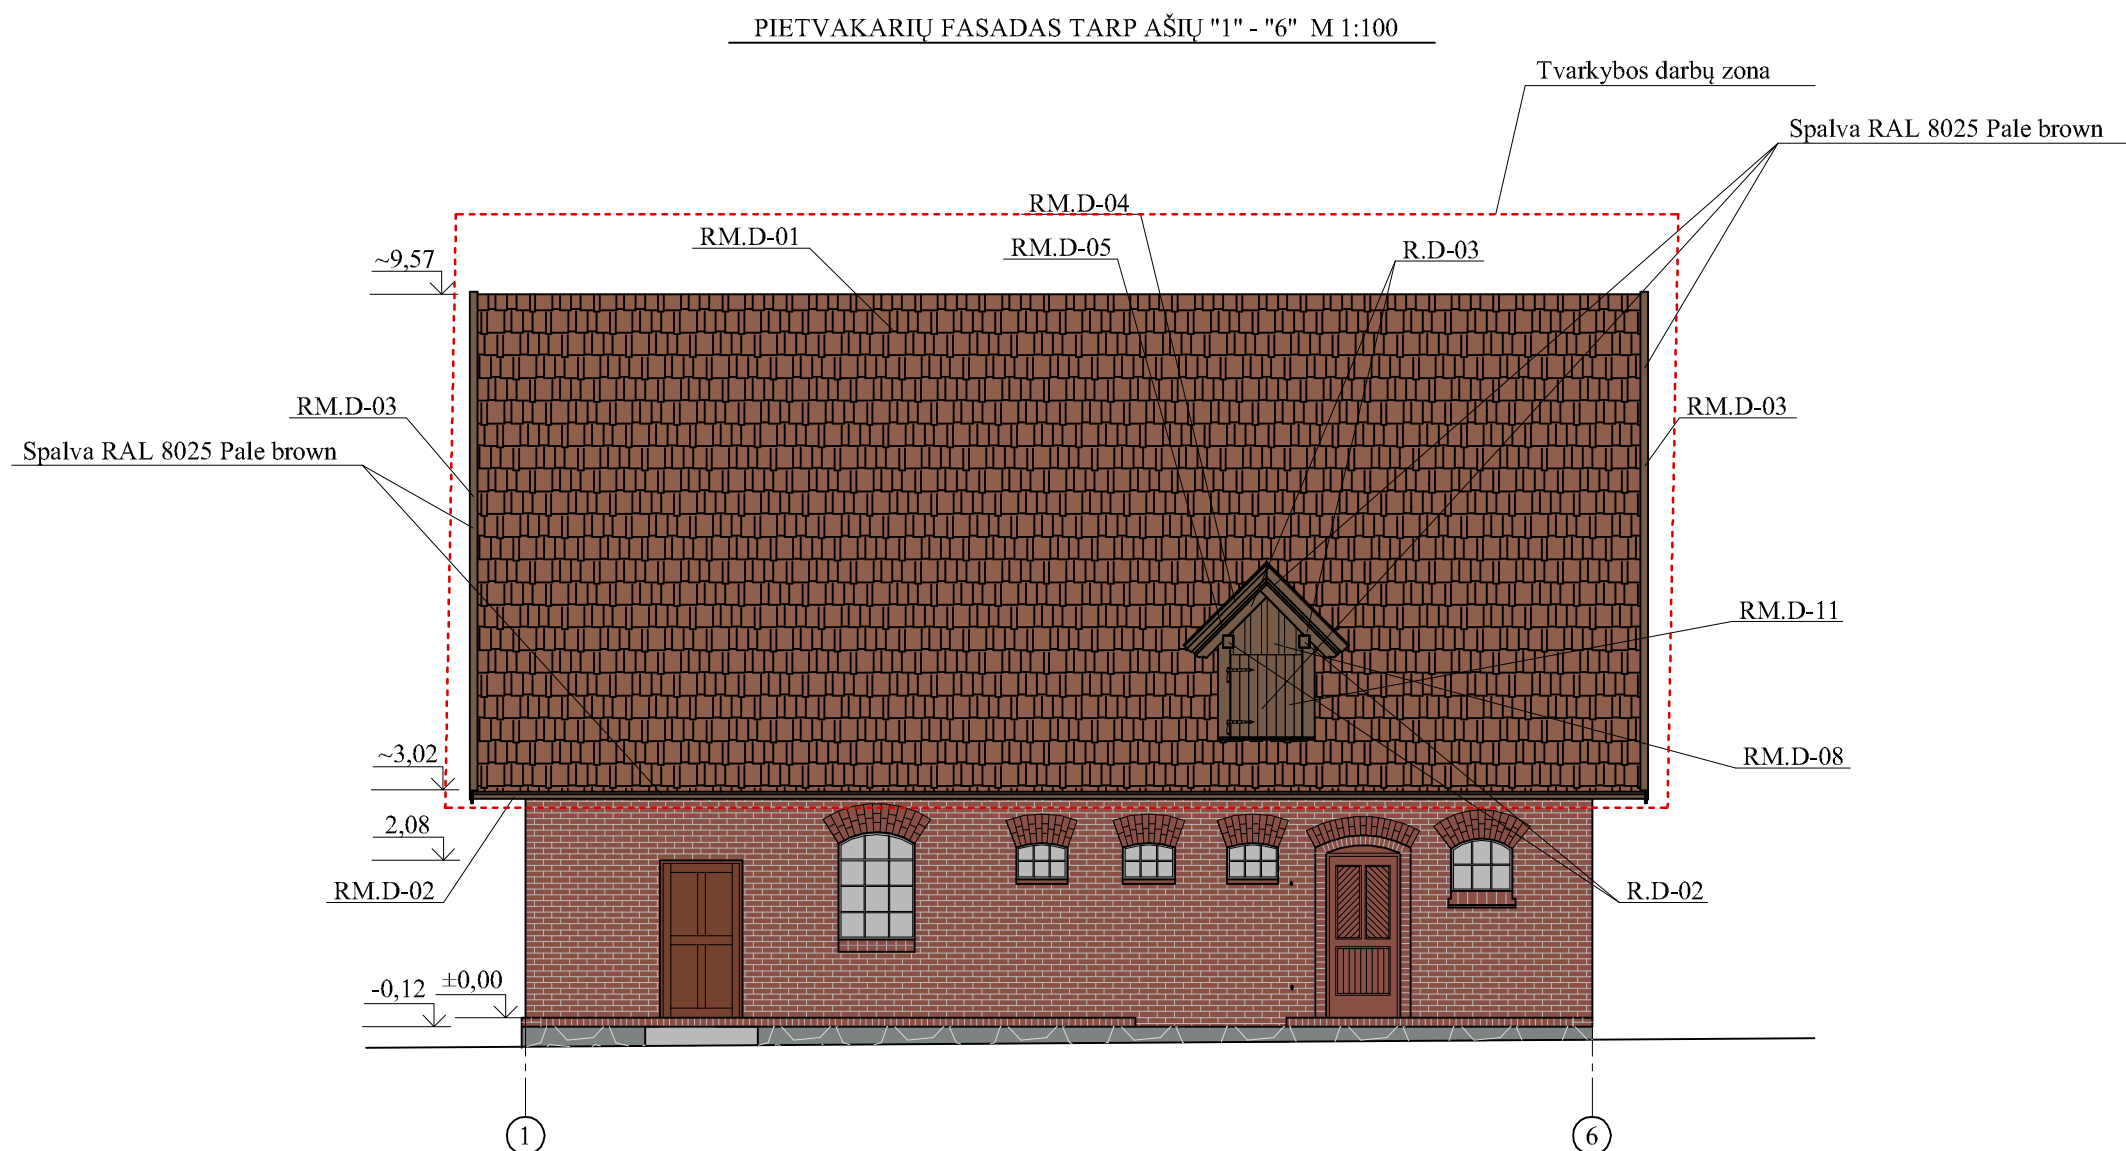 PIETVAKARIŲ FASADAS TARP AŠIŲ "1" - "6" M 1:100
Tvarkybos darbų zona
Spalva RAL 8025 Pale brown
RM.D-04
RM.D-01
RM.D-05
R.D-03
~9,57
RM.D-03
RM.D-03
Spalva RAL 8025 Pale brown
RM.D-11
~3,02
RM.D-08
2,08
RM.D-02
R.D-02
-0,12
±0,00
1
6